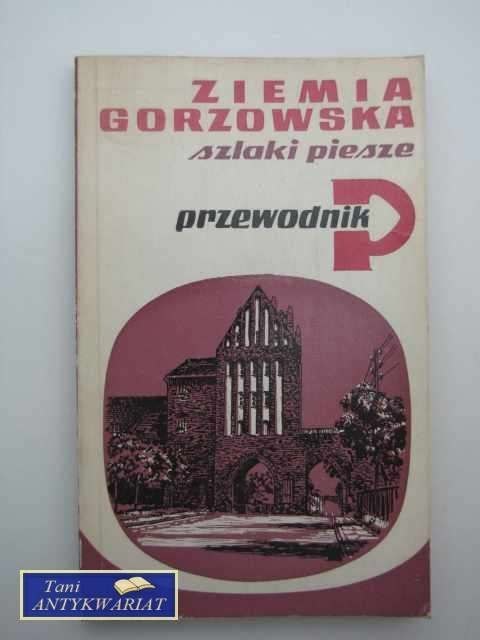 ZIEMIA
GORZOWSKA
szlaki piesze
przewodnik P
Tani
ANTYKWARIAT